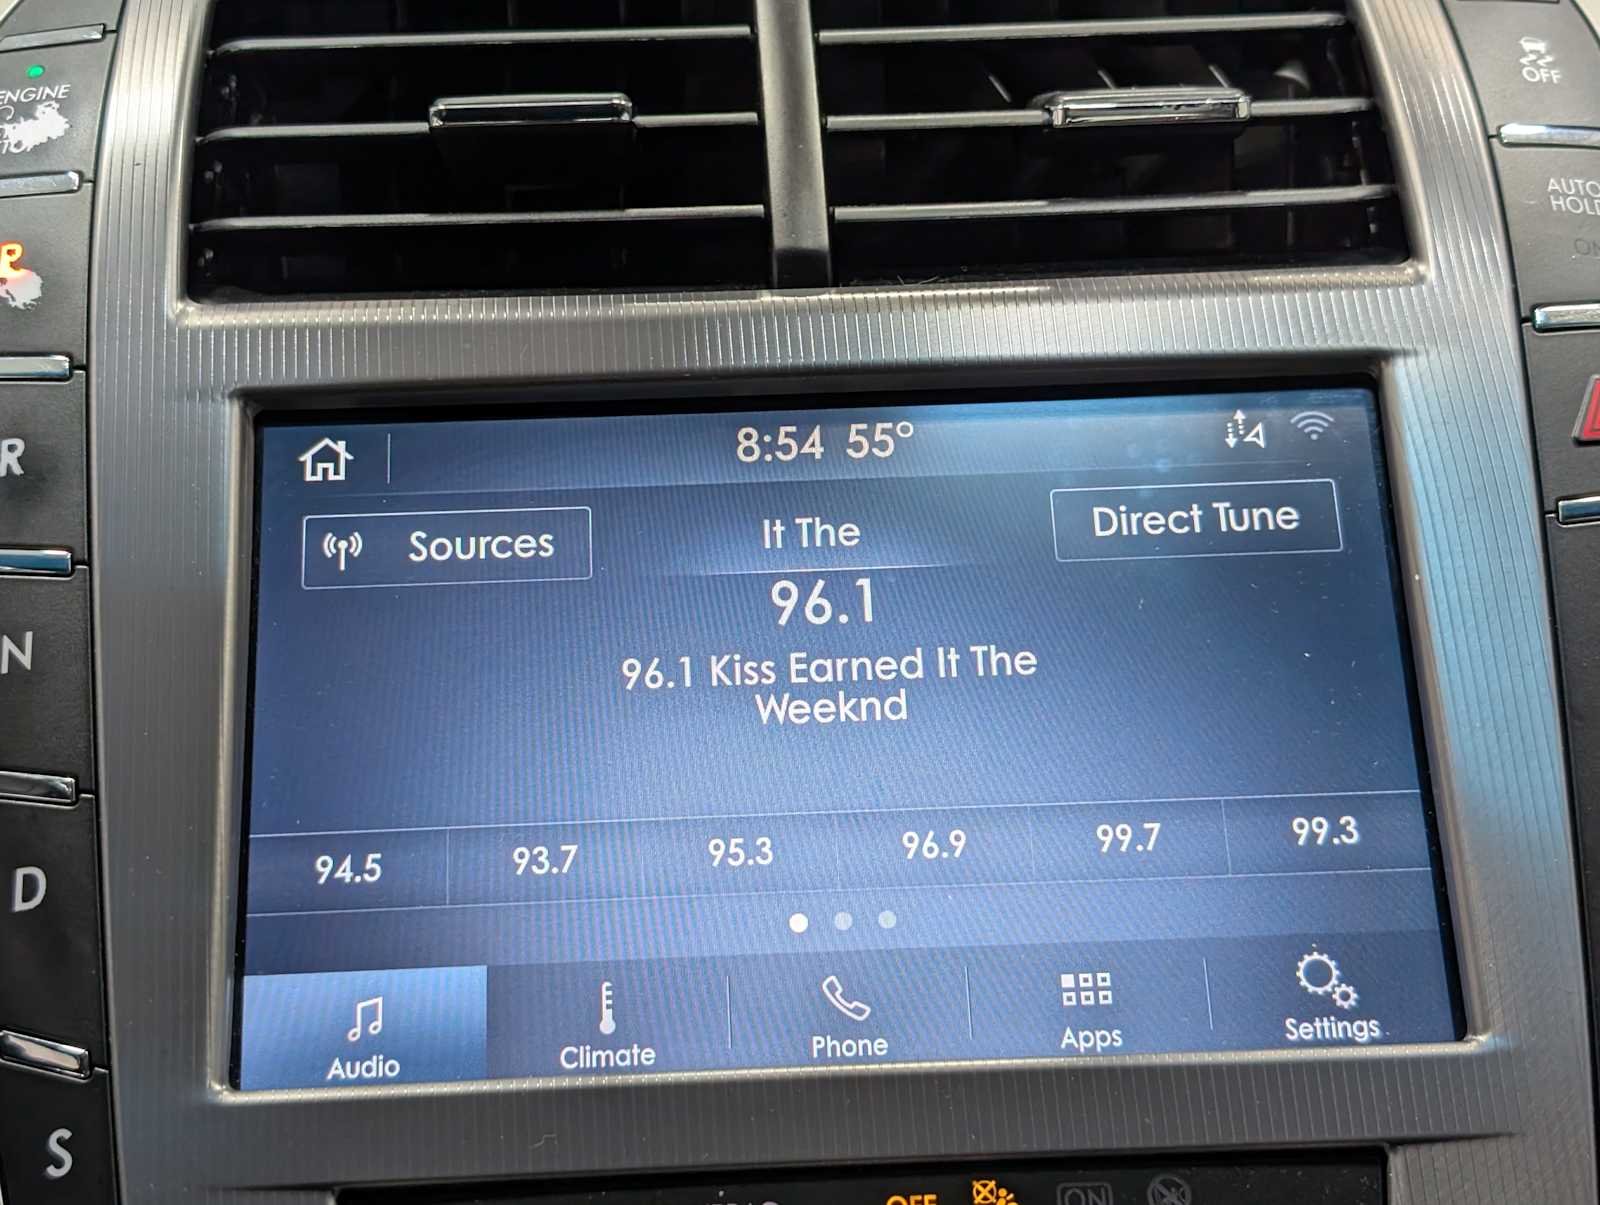 ENGINE
OFF
AUTO
HOLD
P
R
N
D
S
8:54 55°
Sources
It The
Direct Tune
96.1
96.1 Kiss Earned It The
Weeknd
94.5 93.7 95.3 96.9 99.7 99.3
Audio Climate Phone Apps Settings
OFF ON